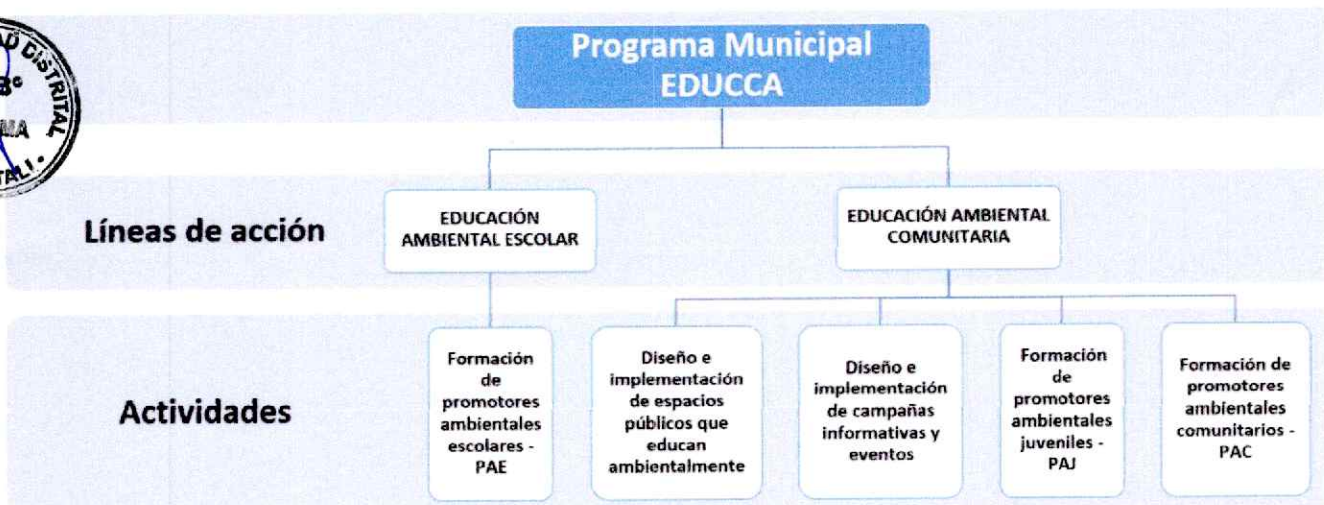 DISTRITAL
Programa Municipal
EDUCCA
Líneas de acción
EDUCACIÓN
AMBIENTAL ESCOLAR
EDUCACIÓN AMBIENTAL
COMUNITARIA
Actividades
Formación
de
promotores
ambientales
escolares -
PAE
Diseño e
implementación
de espacios
públicos que
educan
ambientalmente
Diseño e
implementación
de campañas
informativas y
eventos
Formación
de
promotores
ambientales
juveniles -
PAJ
Formación de
promotores
ambientales
comunitarios -
PAC